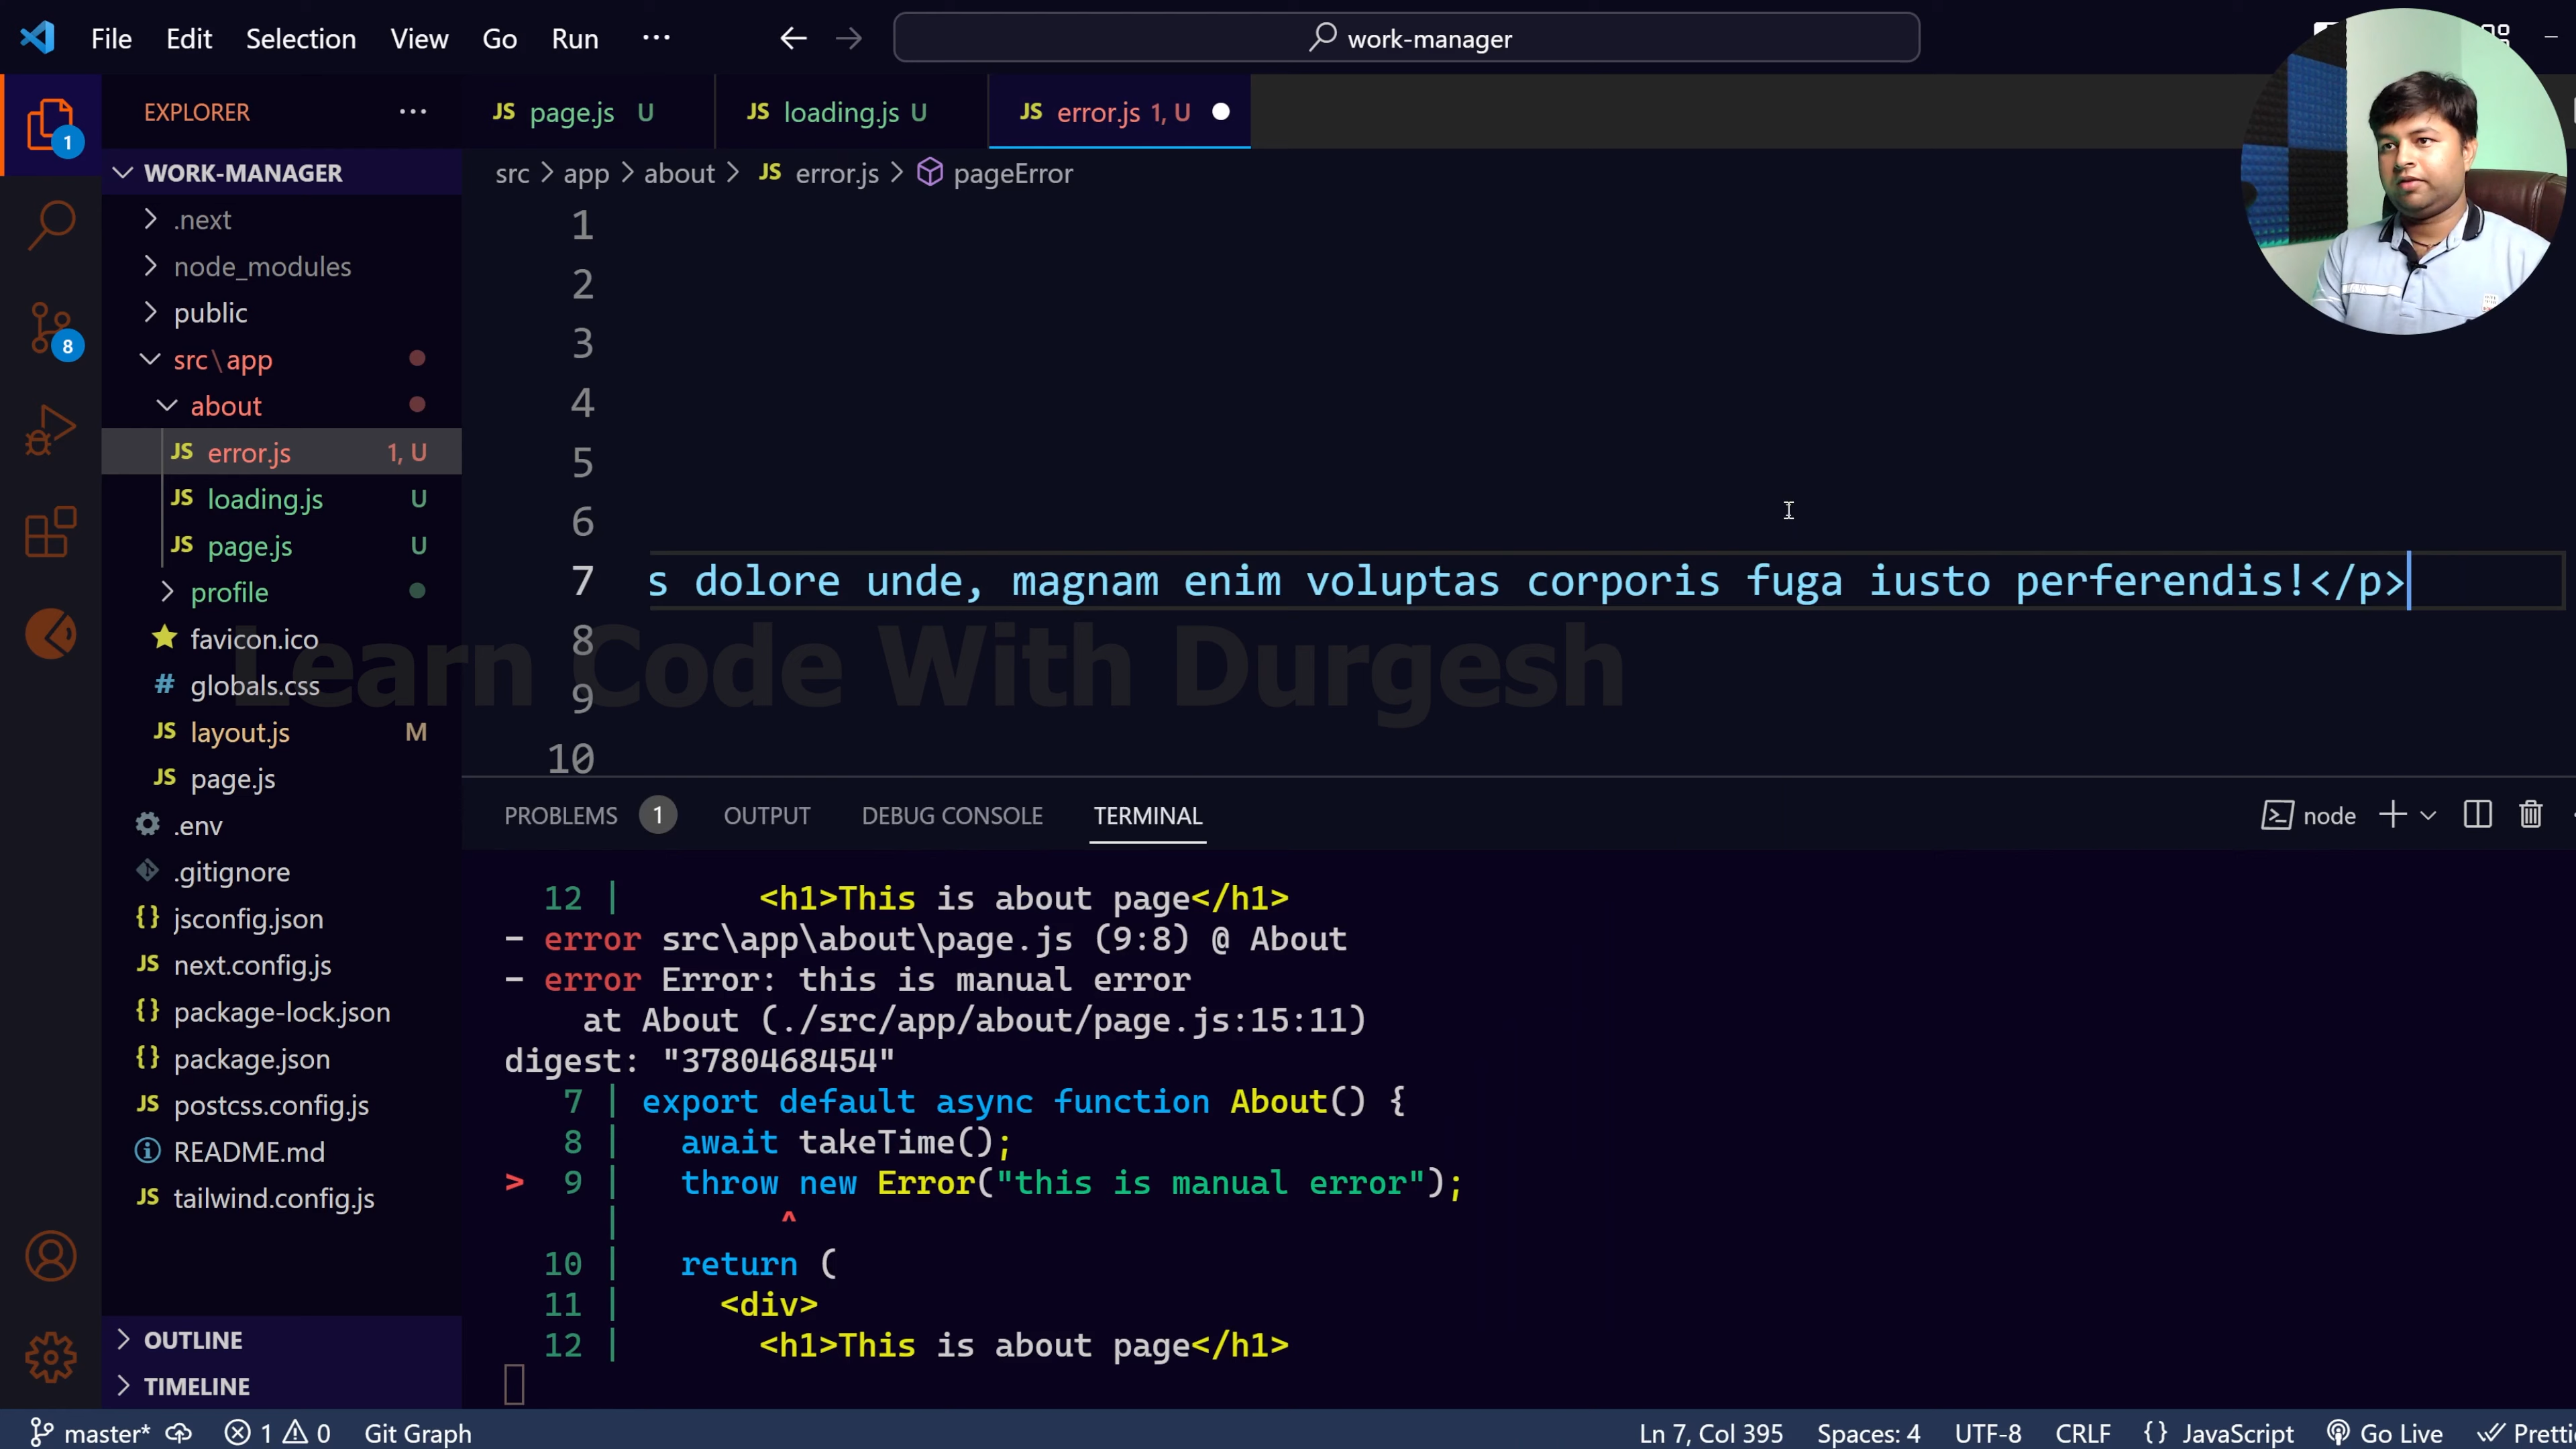 File Edit Selection View Go Run ··· work-manager
EXPLORER ···
page.js U loading.js U error.js 1, U
WORK-MANAGER
src > app > about > JS error.js > pageError
.next
node_modules
public
src\app
about
JS error.js 1, U
JS loading.js U
JS page.js U
profile
favicon.ico
# globals.css
JS layout.js M
JS page.js
.env
.gitignore
{} jsconfig.json
JS next.config.js
{} package-lock.json
{} package.json
JS postcss.config.js
README.md
JS tailwind.config.js
OUTLINE
TIMELINE
1
8
1
2
3
4
5
6
7 s dolore unde, magnam enim voluptas corporis fuga iusto perferendis!</p>
8
9
10
Learn Code With Durgesh
PROBLEMS 1 OUTPUT DEBUG CONSOLE TERMINAL node
12 | <h1>This is about page</h1>
- error src\app\about\page.js (9:8) @ About
- error Error: this is manual error
at About (./src/app/about/page.js:15:11)
digest: "3780468454"
7 | export default async function About() {
8 | await takeTime();
> 9 | throw new Error("this is manual error");
| ^
10 | return (
11 | <div>
12 | <h1>This is about page</h1>
master* 1 0 Git Graph Ln 7, Col 395 Spaces: 4 UTF-8 CRLF {} JavaScript Go Live Pretti